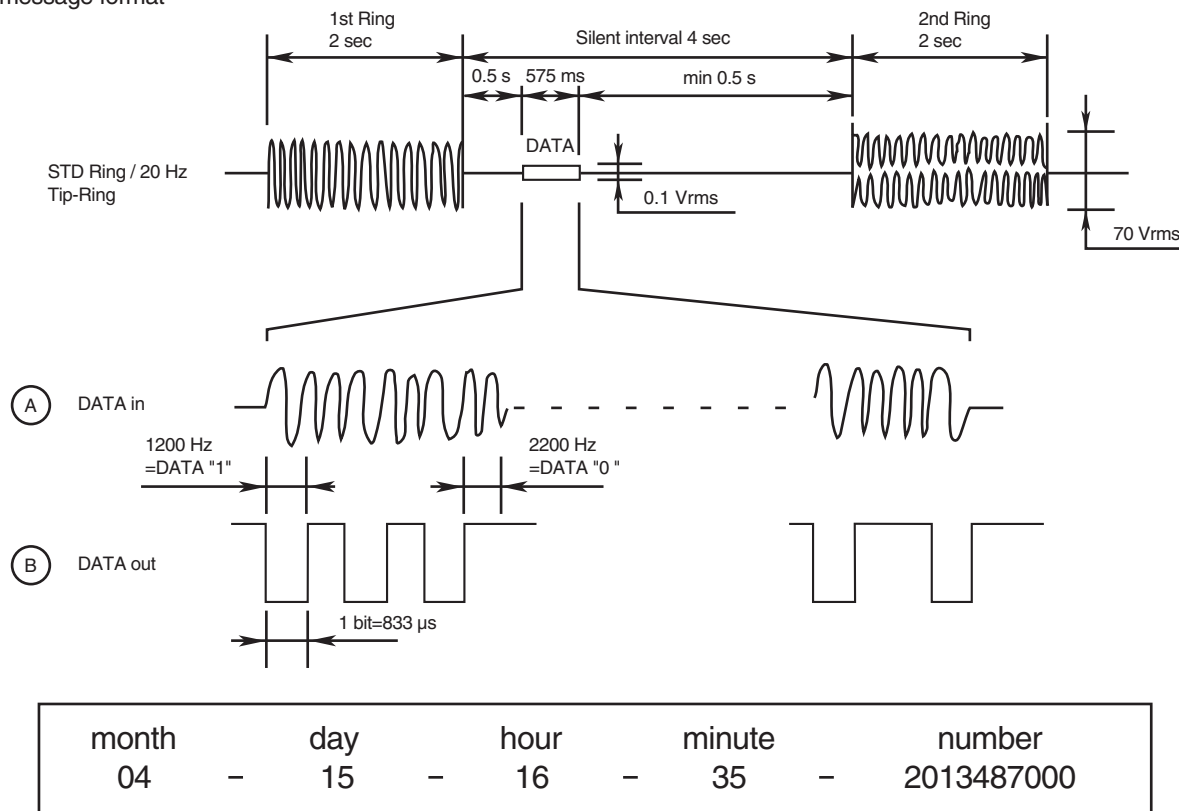 message format
1st Ring
2 sec
Silent interval 4 sec
2nd Ring
2 sec
0.5 s
575 ms
min 0.5 s
DATA
STD Ring / 20 Hz
Tip-Ring
0.1 Vrms
70 Vrms
A
DATA in
1200 Hz
=DATA "1"
2200 Hz
=DATA "0 "
B
DATA out
1 bit=833 µs
month day hour minute number
04 – 15 – 16 – 35 – 2013487000